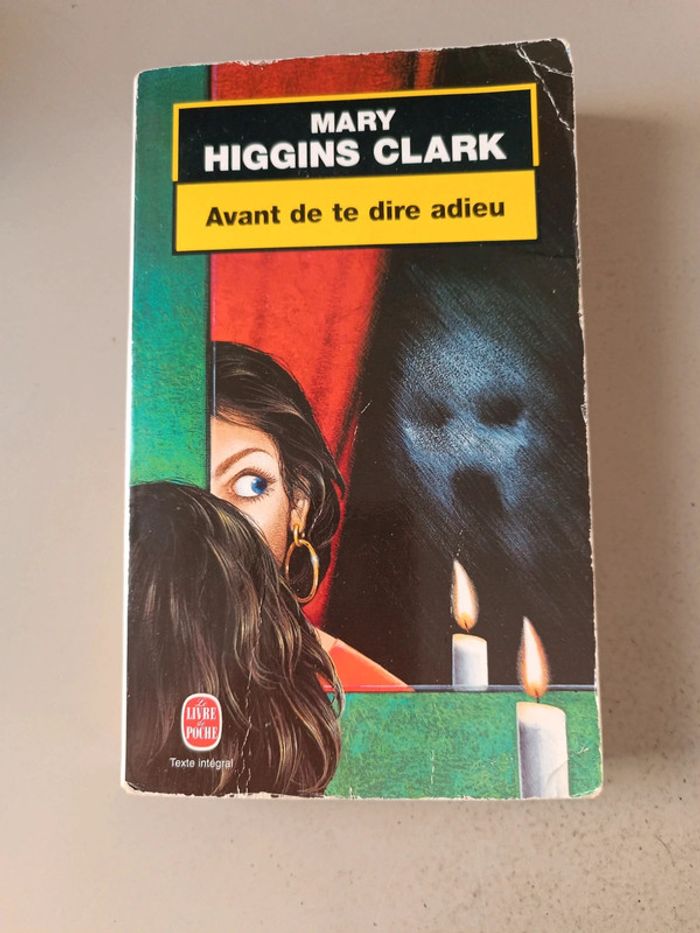 MARY
HIGGINS CLARK
Avant de te dire adieu
Le
LIVRE
de
POCHE
Texte intégral